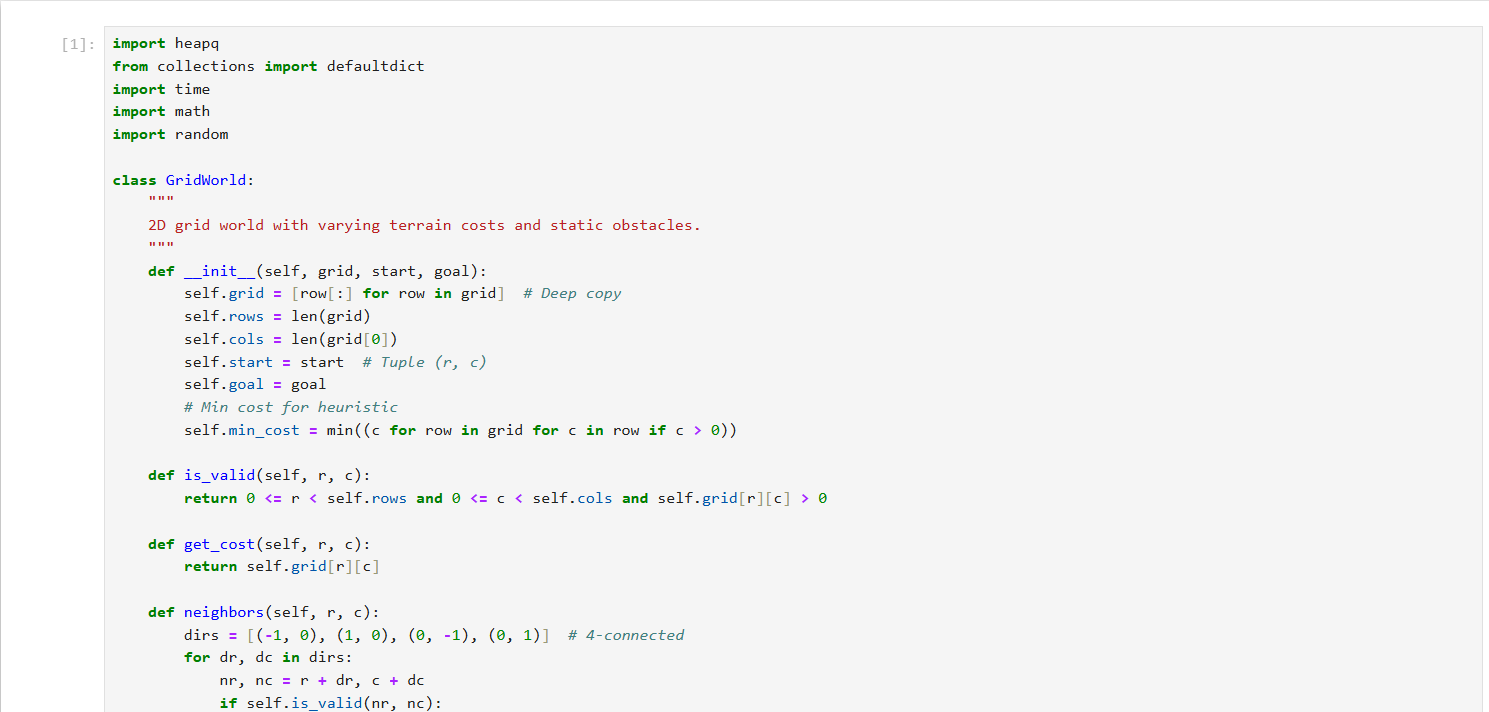 [1]: import heapq
from collections import defaultdict
import time
import math
import random

class GridWorld:
    """
    2D grid world with varying terrain costs and static obstacles.
    """
    def __init__(self, grid, start, goal):
        self.grid = [row[:] for row in grid]  # Deep copy
        self.rows = len(grid)
        self.cols = len(grid[0])
        self.start = start  # Tuple (r, c)
        self.goal = goal
        # Min cost for heuristic
        self.min_cost = min((c for row in grid for c in row if c > 0))

    def is_valid(self, r, c):
        return 0 <= r < self.rows and 0 <= c < self.cols and self.grid[r][c] > 0

    def get_cost(self, r, c):
        return self.grid[r][c]

    def neighbors(self, r, c):
        dirs = [(-1, 0), (1, 0), (0, -1), (0, 1)]  # 4-connected
        for dr, dc in dirs:
            nr, nc = r + dr, c + dc
            if self.is_valid(nr, nc):